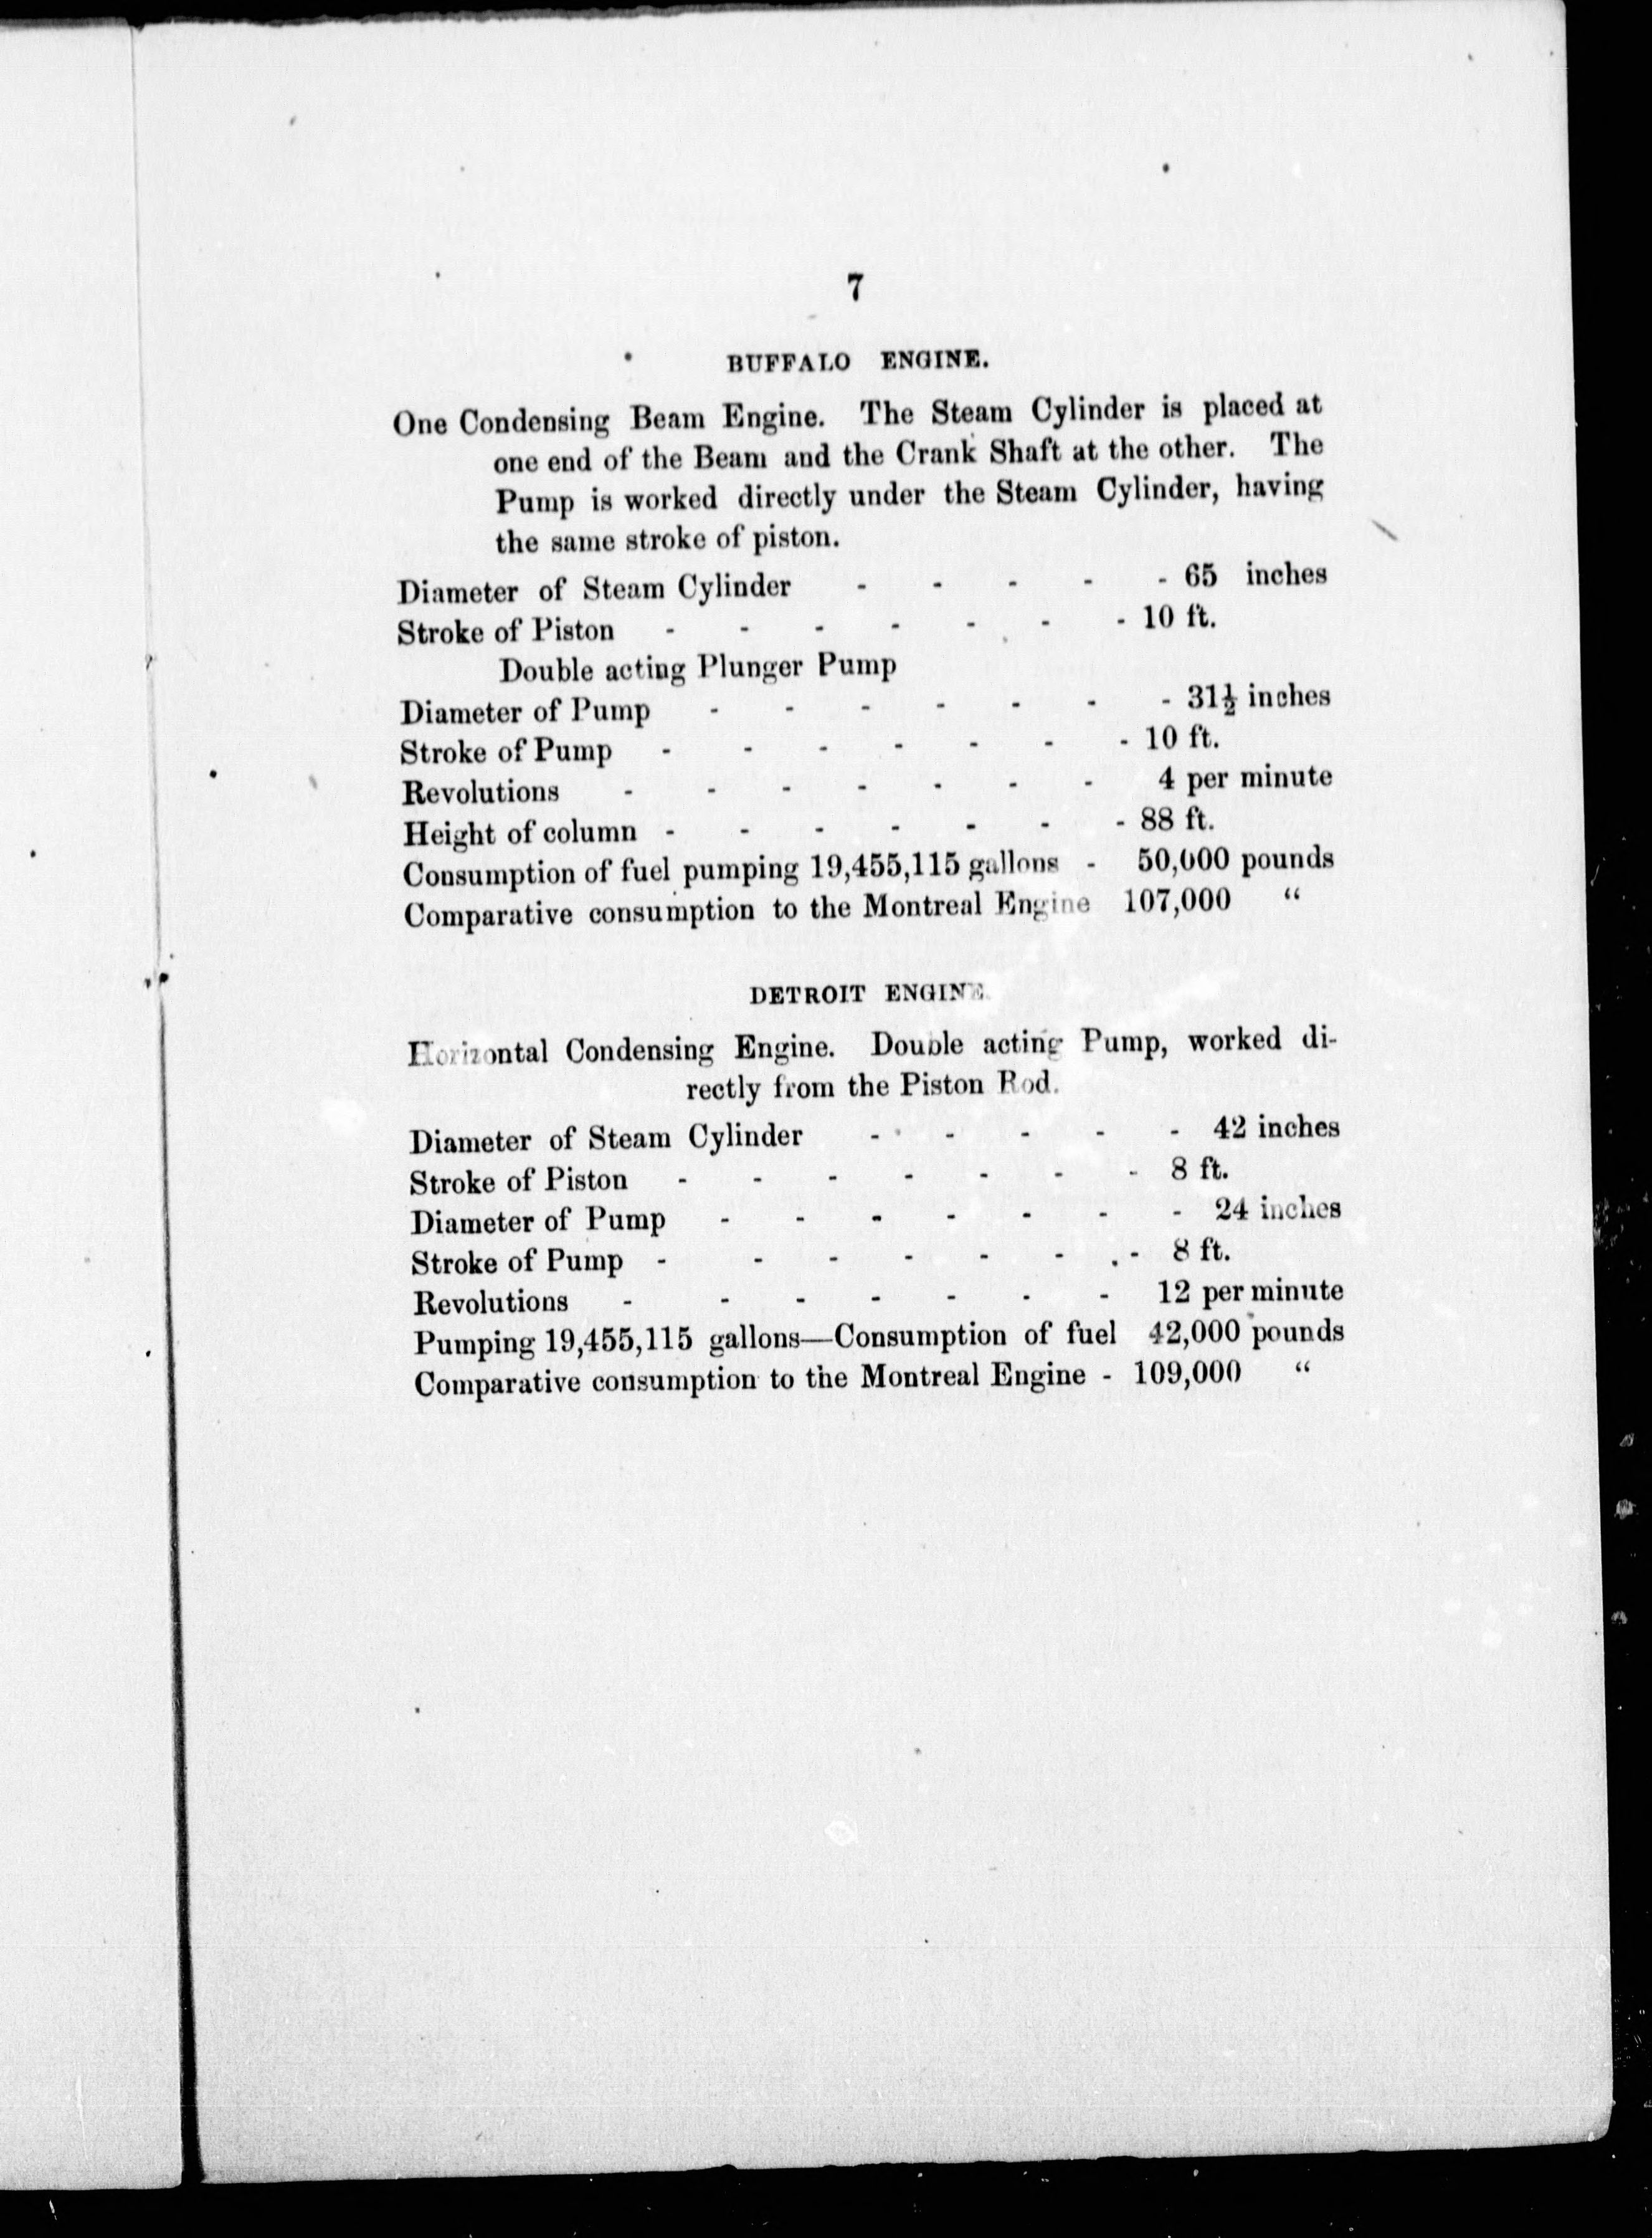 7
BUFFALO ENGINE.
One Condensing Beam Engine. The Steam Cylinder is placed at
one end of the Beam and the Crank Shaft at the other. The
Pump is worked directly under the Steam Cylinder, having
the same stroke of piston.
Diameter of Steam Cylinder - - - - - 65 inches
Stroke of Piston - - - - - - - 10 ft.
Double acting Plunger Pump
Diameter of Pump - - - - - - - 31½ inches
Stroke of Pump - - - - - - - 10 ft.
Revolutions - - - - - - - 4 per minute
Height of column - - - - - - - 88 ft.
Consumption of fuel pumping 19,455,115 gallons - 50,000 pounds
Comparative consumption to the Montreal Engine 107,000 “
DETROIT ENGINE.
Horizontal Condensing Engine. Double acting Pump, worked di-
rectly from the Piston Rod.
Diameter of Steam Cylinder - - - - - 42 inches
Stroke of Piston - - - - - - - 8 ft.
Diameter of Pump - - - - - - - 24 inches
Stroke of Pump - - - - - - - 8 ft.
Revolutions - - - - - - - 12 per minute
Pumping 19,455,115 gallons—Consumption of fuel 42,000 pounds
Comparative consumption to the Montreal Engine - 109,000 “